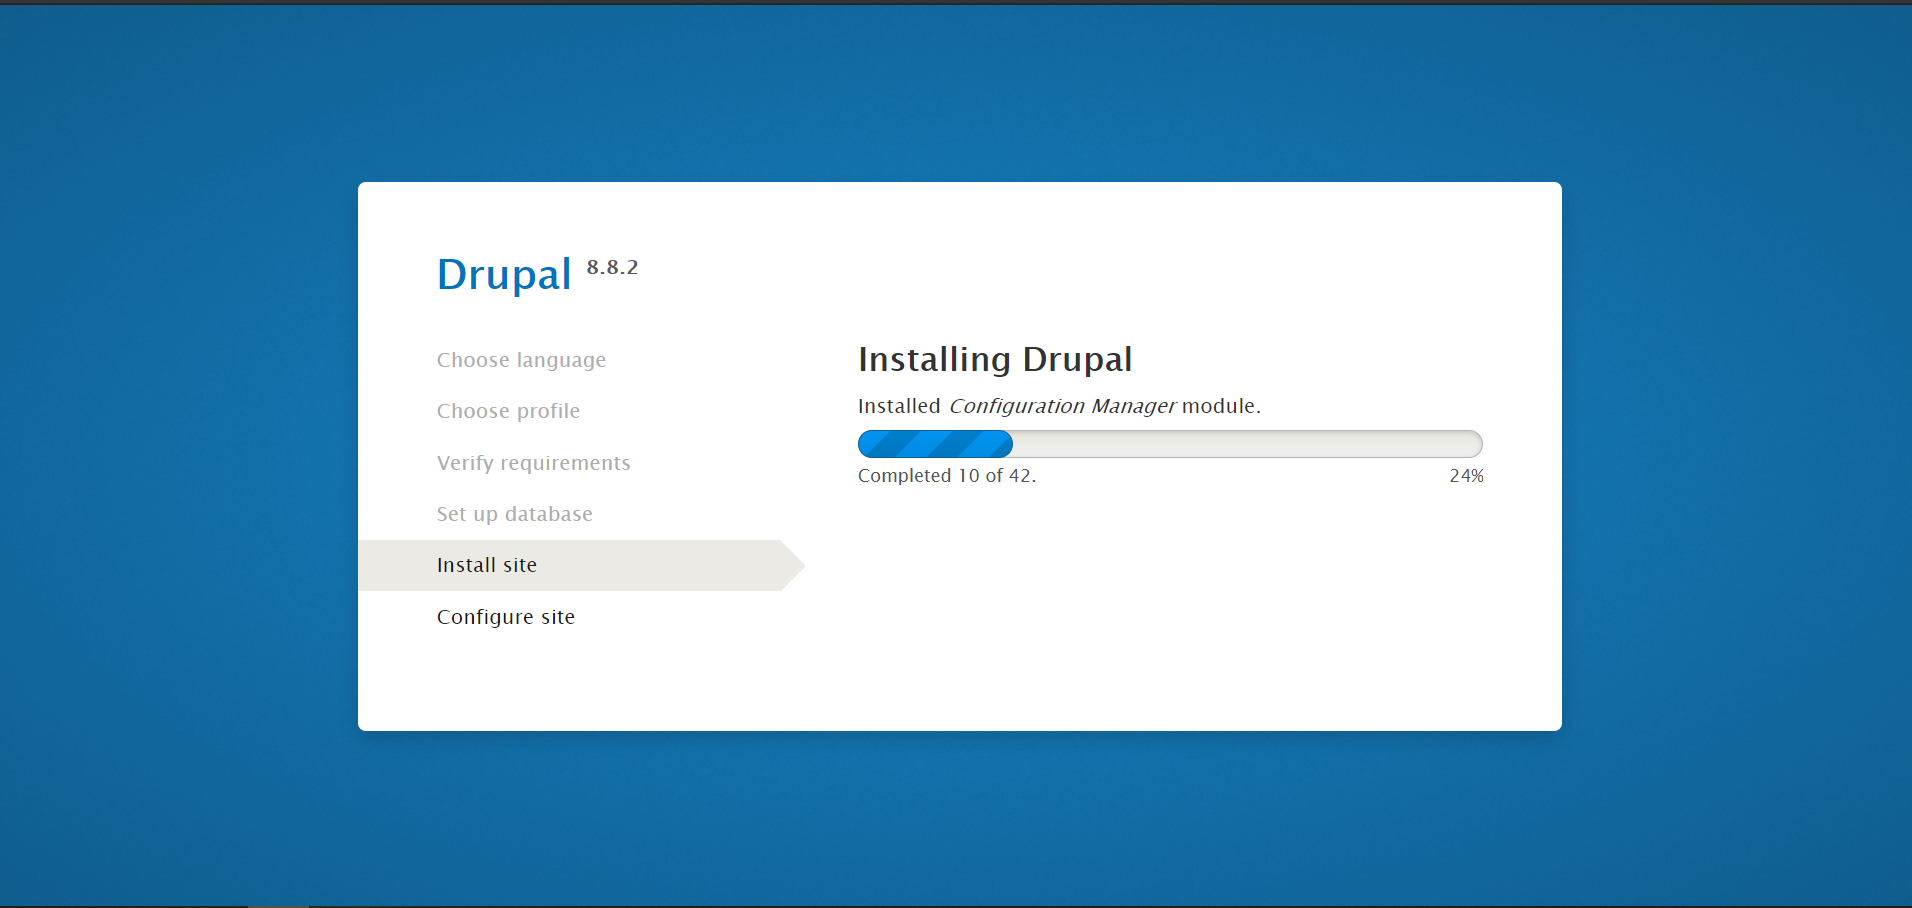 Drupal 8.8.2
Choose language
Choose profile
Verify requirements
Set up database
Install site
Configure site
Installing Drupal
Installed Configuration Manager module.
Completed 10 of 42. 24%